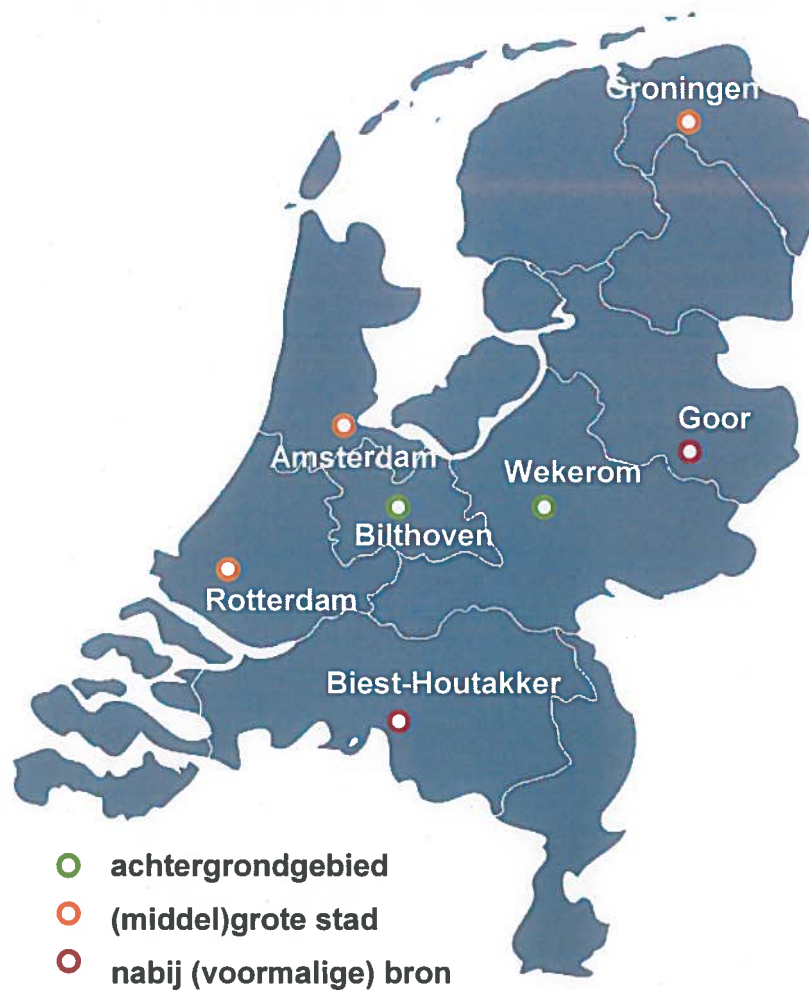 Groningen
Goor
Amsterdam
Wekerom
Bilthoven
Rotterdam
Biest-Houtakker
achtergrondgebied
(middel)grote stad
nabij (voormalige) bron